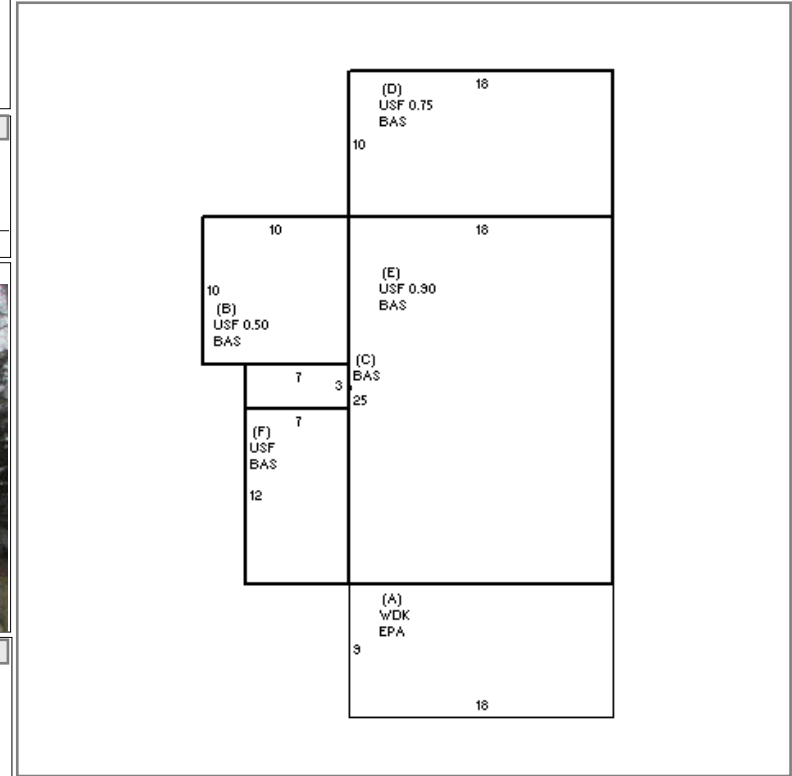 18
(D)
USF 0.75
BAS
10
10
18
10
(B)
USF 0.50
BAS
(E)
USF 0.90
BAS
(C)
BAS
7
3
25
7
(F)
USF
BAS
12
(A)
WDK
EPA
9
18